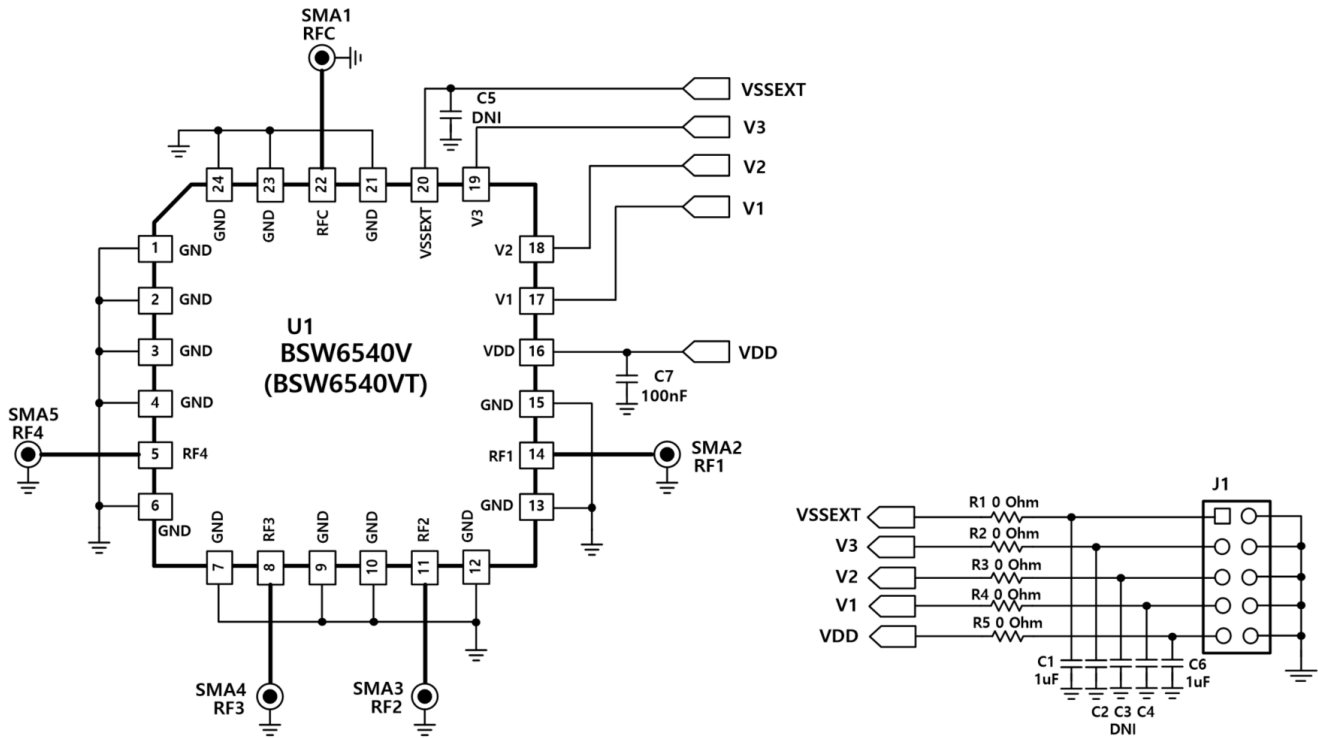 SMA1
RFC
VSSEXT
C5
DNI
V3
V2
V1
24
23
22
21
20
19
GND
GND
RFC
GND
VSSEXT
V3
1
GND
2
GND
3
GND
4
GND
5
RF4
6
GND
V2
18
V1
17
VDD
16
GND
15
RF1
14
GND
13
U1
BSW6540V
(BSW6540VT)
VDD
C7
100nF
SMA5
RF4
SMA2
RF1
GND
RF3
GND
GND
RF2
GND
7
8
9
10
11
12
SMA4
RF3
SMA3
RF2
J1
VSSEXT
R1 0 Ohm
V3
R2 0 Ohm
V2
R3 0 Ohm
V1
R4 0 Ohm
VDD
R5 0 Ohm
C1
1uF
C6
1uF
C2 C3 C4
DNI